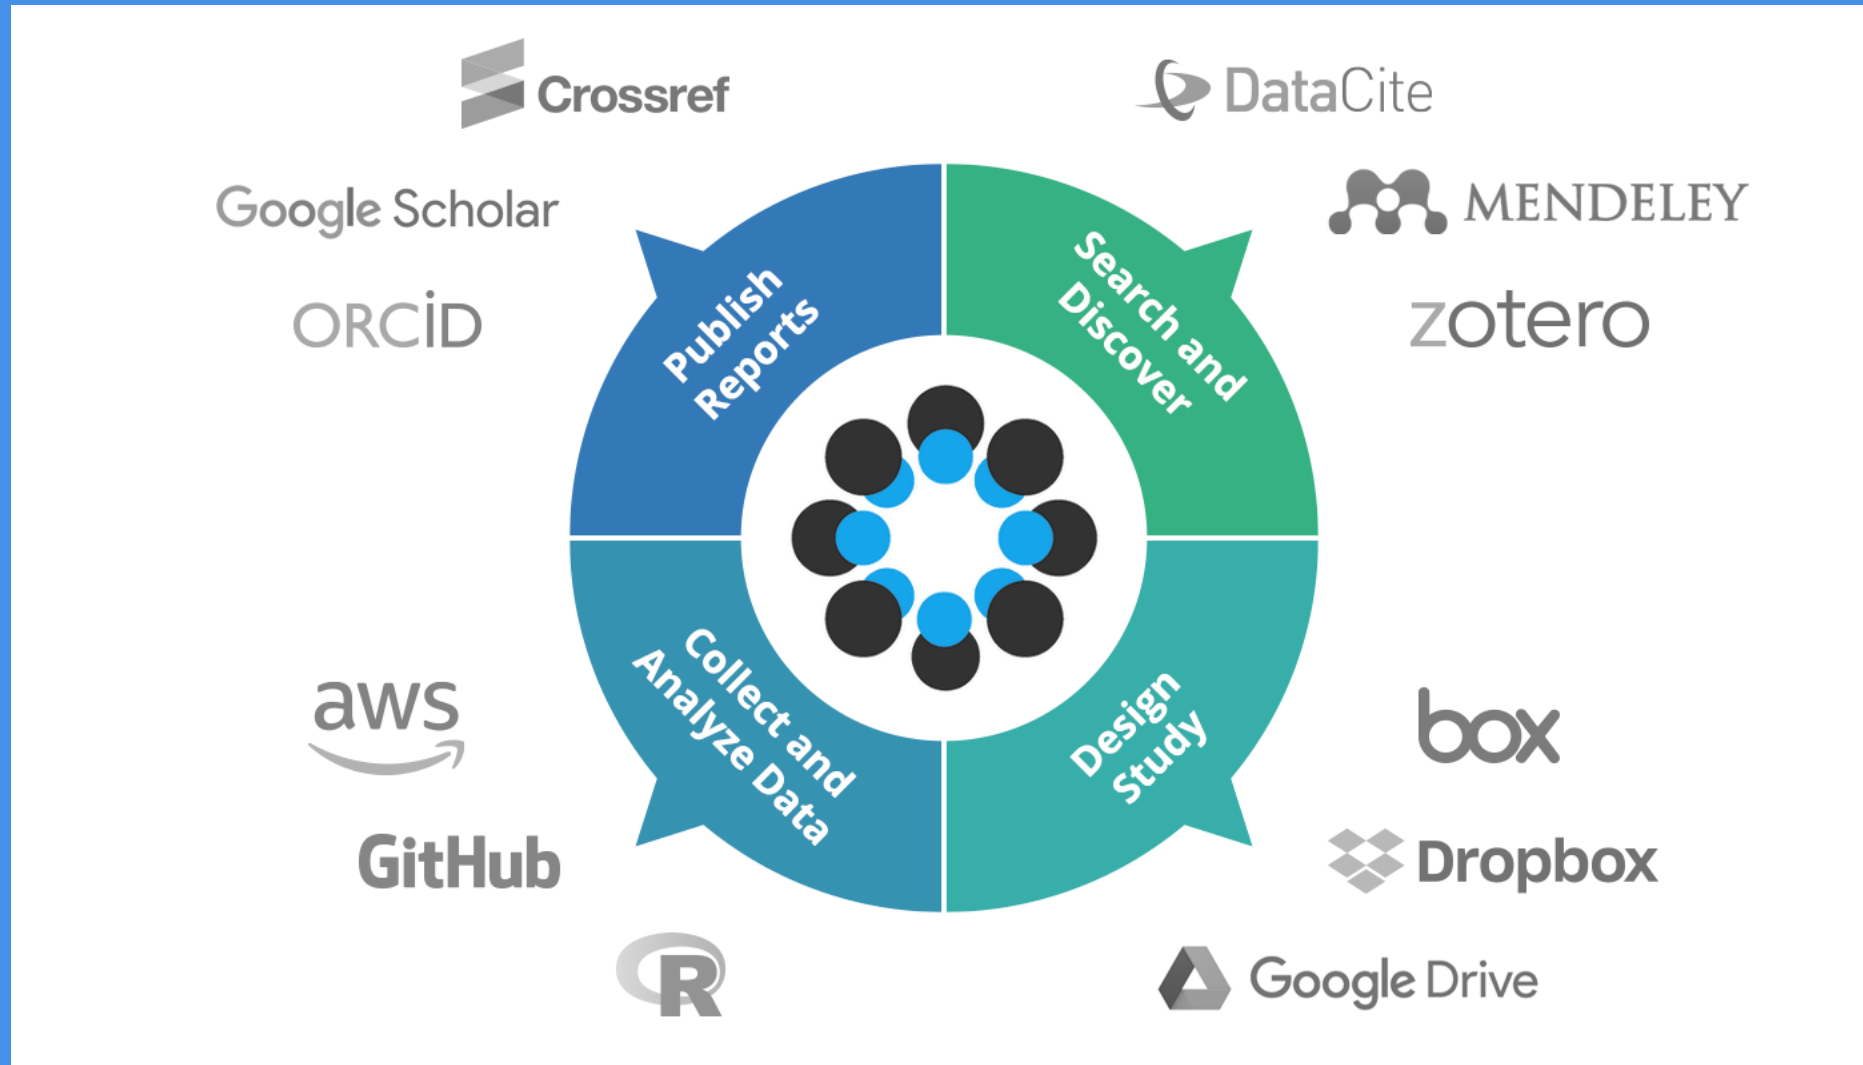 Crossref
DataCite
Google Scholar
MENDELEY
ORCiD
zotero
Publish
Reports
Search and
Discover
Collect and
Analyze Data
Design
Study
aws
box
GitHub
Dropbox
R
Google Drive